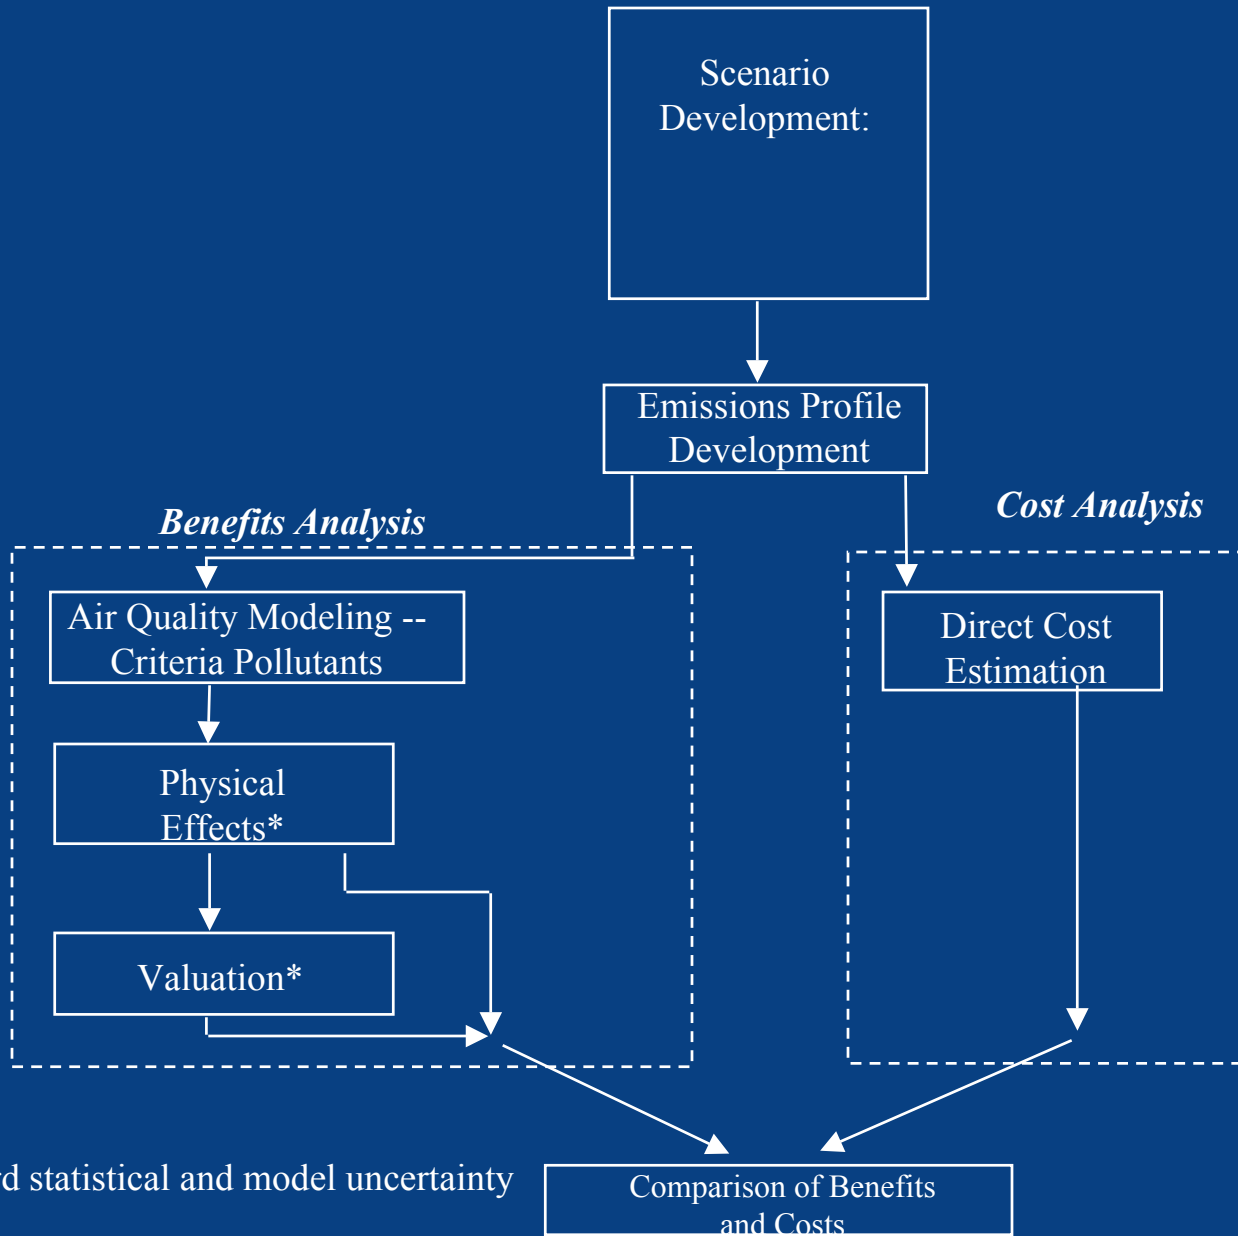 Scenario
Development:
Emissions Profile
Development
Benefits Analysis
Cost Analysis
Air Quality Modeling --
Criteria Pollutants
Direct Cost
Estimation
Physical
Effects*
Valuation*
statistical and model uncertainty
Comparison of Benefits
and Costs